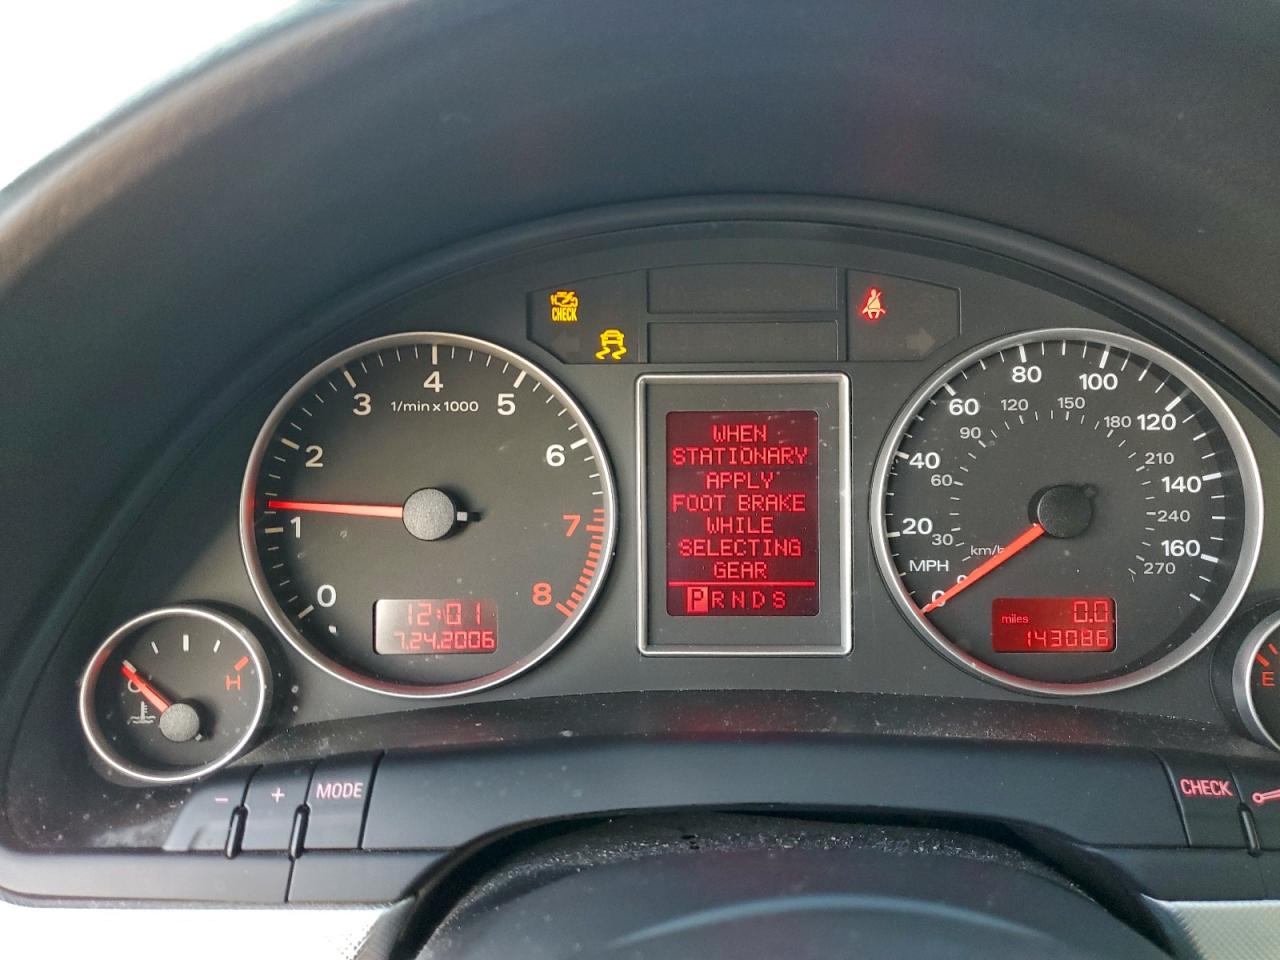 CHECK
1/min x 1000
0
1
2
3
4
5
6
7
8
12:01
7.24.2006
WHEN
STATIONARY
APPLY
FOOT BRAKE
WHILE
SELECTING
GEAR
PRNDS
MPH
km/h
0
20
40
60
80
100
120
140
160
30
60
90
120
150
180
210
240
270
miles 0.0
143086
H
E
- + MODE
CHECK